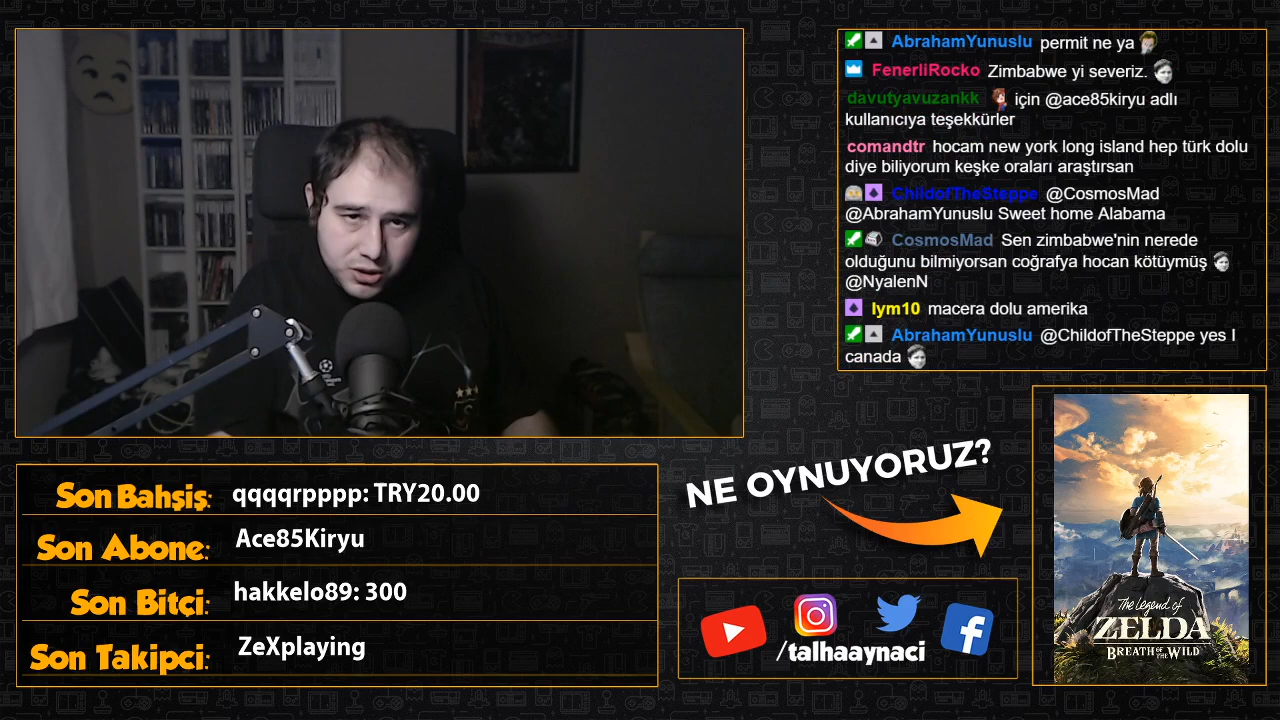 AbrahamYunuslu permit ne ya
FenerliRocko Zimbabwe yi severiz.
davutyavuzankk için @ace85kiryu adlı
kullanıcıya teşekkürler
comandtr hocam new york long island hep türk dolu
diye biliyorum keşke oraları araştırsan
ChildofTheSteppe @CosmosMad
@AbrahamYunuslu Sweet home Alabama
CosmosMad Sen zimbabwe'nin nerede
olduğunu bilmiyorsan coğrafya hocan kötüymüş
@NyalenN
lym10 macera dolu amerika
AbrahamYunuslu @ChildofTheSteppe yes I
canada
Son Bahşiş: qqqqrpppp: TRY20.00
Son Abone: Ace85Kiryu
Son Bitçi: hakkelo89: 300
Son Takipci: ZeXplaying
NE OYNUYORUZ?
/talhaaynaci
The Legend of
ZELDA
BREATH OF THE WILD